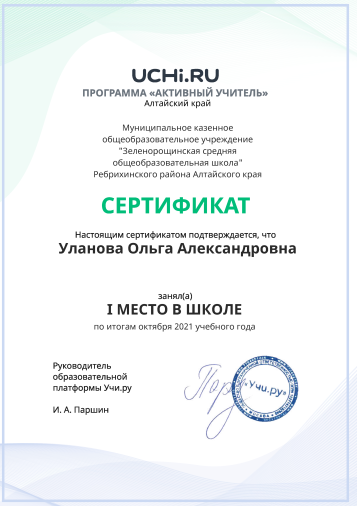 UCHi.RU
ПРОГРАММА «АКТИВНЫЙ УЧИТЕЛЬ»
Алтайский край
Муниципальное казенное
общеобразовательное учреждение
"Зеленорощинская средняя
общеобразовательная школа"
Ребрихинского района Алтайского края
СЕРТИФИКАТ
Настоящим сертификатом подтверждается, что
Уланова Ольга Александровна
занял(а)
I МЕСТО В ШКОЛЕ
по итогам октября 2021 учебного года
Руководитель
образовательной
платформы Учи.ру
И. А. Паршин
«Учи.ру»
МОСКВА